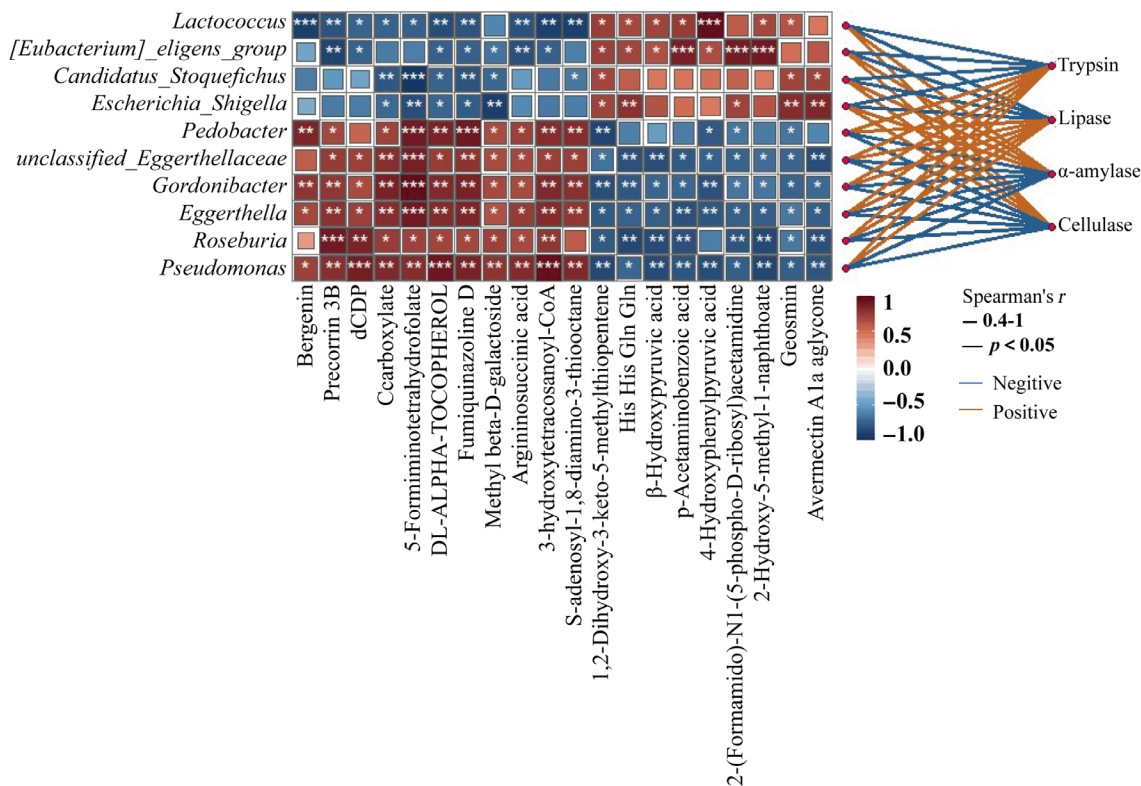 Lactococcus
[Eubacterium]_eligens_group
Candidatus_Stoquefichus
Escherichia_Shigella
Pedobacter
unclassified_Eggerthellaceae
Gordonibacter
Eggerthella
Roseburia
Pseudomonas
Trypsin
Lipase
α-amylase
Cellulase
Bergenin
Precorrin 3B
dCDP
Ccarboxylate
5-Formiminotetrahydrofolate
DL-ALPHA-TOCOPHEROL
Fumiquinazoline D
Methyl beta-D-galactoside
Argininosuccinic acid
3-hydroxytetracosanoyl-CoA
S-adenosyl-1,8-diamino-3-thiooctane
1,2-Dihydroxy-3-keto-5-methylthiopentene
His His Gln Gln
β-Hydroxypyruvic acid
p-Acetaminobenzoic acid
4-Hydroxyphenylpyruvic acid
2-(Formamido)-N1-(5-phospho-D-ribosyl)acetamidine
2-Hydroxy-5-methyl-1-naphthoate
Geosmin
Avermectin A1a aglycone
1
0.5
0.0
−0.5
−1.0
Spearman's r
0.4-1
p < 0.05
Negitive
Positive